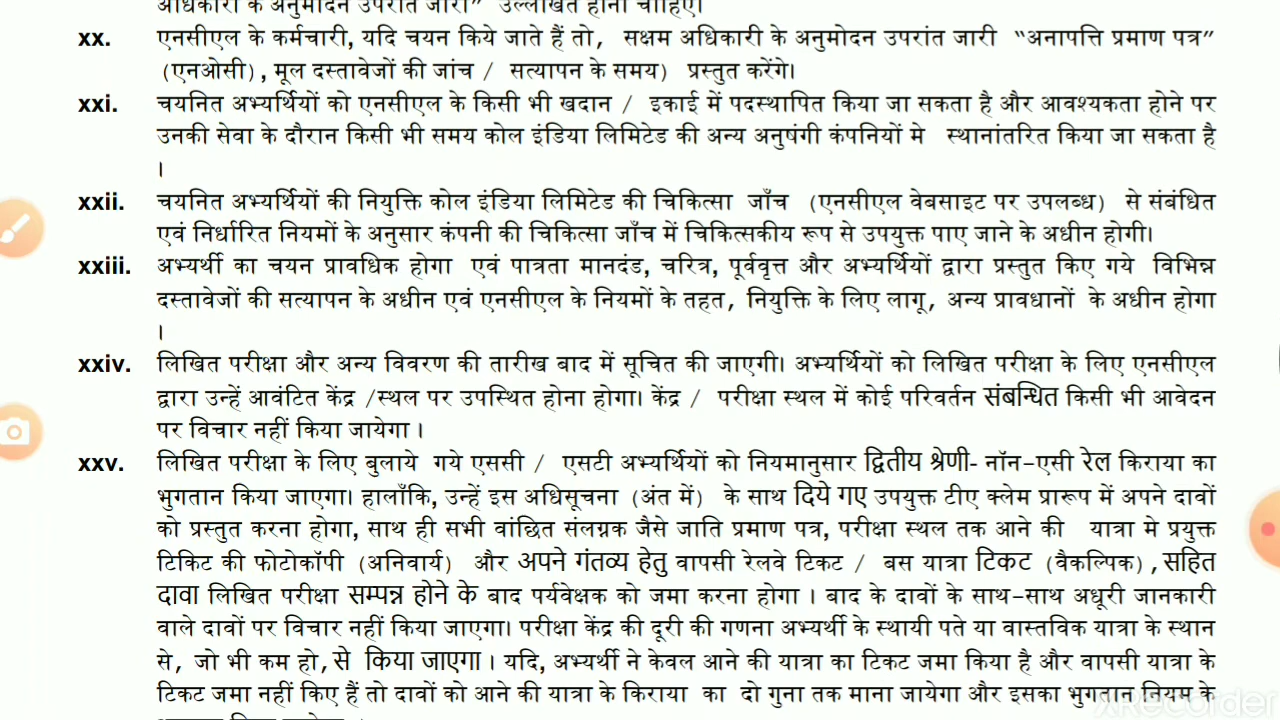 अधिकारी के अनुमोदन उपरांत जारी” उल्लिखित होना चाहिए।
xx. एनसीएल के कर्मचारी, यदि चयन किये जाते हैं तो, सक्षम अधिकारी के अनुमोदन उपरांत जारी “अनापत्ति प्रमाण पत्र”
(एनओसी), मूल दस्तावेजों की जांच / सत्यापन के समय) प्रस्तुत करेंगे।
xxi. चयनित अभ्यर्थियों को एनसीएल के किसी भी खदान / इकाई में पदस्थापित किया जा सकता है और आवश्यकता होने पर
उनकी सेवा के दौरान किसी भी समय कोल इंडिया लिमिटेड की अन्य अनुषंगी कंपनियों मे स्थानांतरित किया जा सकता है
।
xxii. चयनित अभ्यर्थियों की नियुक्ति कोल इंडिया लिमिटेड की चिकित्सा जाँच (एनसीएल वेबसाइट पर उपलब्ध) से संबंधित
एवं निर्धारित नियमों के अनुसार कंपनी की चिकित्सा जाँच में चिकित्सकीय रूप से उपयुक्त पाए जाने के अधीन होगी।
xxiii. अभ्यर्थी का चयन प्रावधिक होगा एवं पात्रता मानदंड, चरित्र, पूर्ववृत्त और अभ्यर्थियों द्वारा प्रस्तुत किए गये विभिन्न
दस्तावेजों की सत्यापन के अधीन एवं एनसीएल के नियमों के तहत, नियुक्ति के लिए लागू, अन्य प्रावधानों के अधीन होगा
।
xxiv. लिखित परीक्षा और अन्य विवरण की तारीख बाद में सूचित की जाएगी। अभ्यर्थियों को लिखित परीक्षा के लिए एनसीएल
द्वारा उन्हें आवंटित केंद्र /स्थल पर उपस्थित होना होगा। केंद्र / परीक्षा स्थल में कोई परिवर्तन संबन्धित किसी भी आवेदन
पर विचार नहीं किया जायेगा ।
xxv. लिखित परीक्षा के लिए बुलाये गये एससी / एसटी अभ्यर्थियों को नियमानुसार द्वितीय श्रेणी- नॉन-एसी रेल किराया का
भुगतान किया जाएगा। हालाँकि, उन्हें इस अधिसूचना (अंत में) के साथ दिये गए उपयुक्त टीए क्लेम प्रारूप में अपने दावों
को प्रस्तुत करना होगा, साथ ही सभी वांछित संलग्नक जैसे जाति प्रमाण पत्र, परीक्षा स्थल तक आने की यात्रा मे प्रयुक्त
टिकिट की फोटोकॉपी (अनिवार्य) और अपने गंतव्य हेतु वापसी रेलवे टिकट / बस यात्रा टिकट (वैकल्पिक), सहित
दावा लिखित परीक्षा सम्पन्न होने के बाद पर्यवेक्षक को जमा करना होगा । बाद के दावों के साथ-साथ अधूरी जानकारी
वाले दावों पर विचार नहीं किया जाएगा। परीक्षा केंद्र की दूरी की गणना अभ्यर्थी के स्थायी पते या वास्तविक यात्रा के स्थान
से, जो भी कम हो, से किया जाएगा । यदि, अभ्यर्थी ने केवल आने की यात्रा का टिकट जमा किया है और वापसी यात्रा के
टिकट जमा नहीं किए हैं तो दावों को आने की यात्रा के किराया का दो गुना तक माना जायेगा और इसका भुगतान नियम के
XRecorder